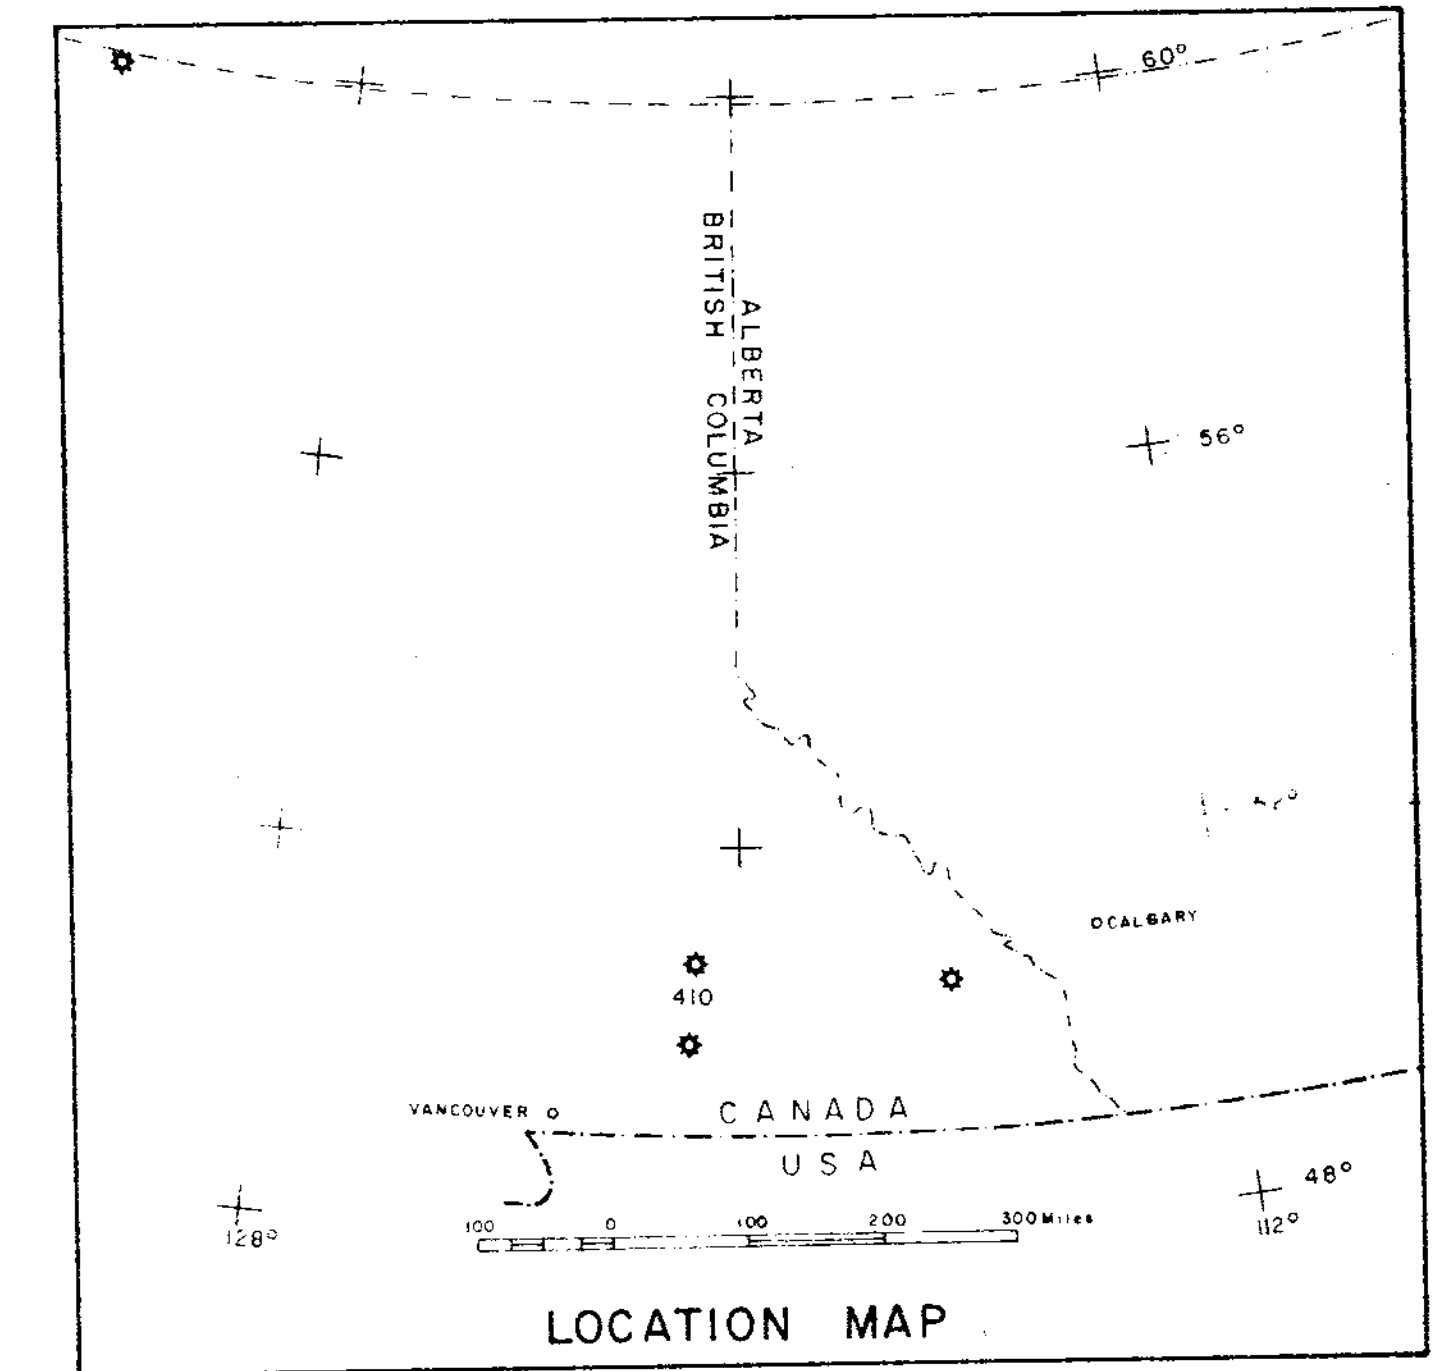 60°
BRITISH COLUMBIA
ALBERTA
56°
OCALGARY
410
VANCOUVER
CANADA
USA
48°
128°
112°
100 0 100 200 300 Miles
LOCATION MAP